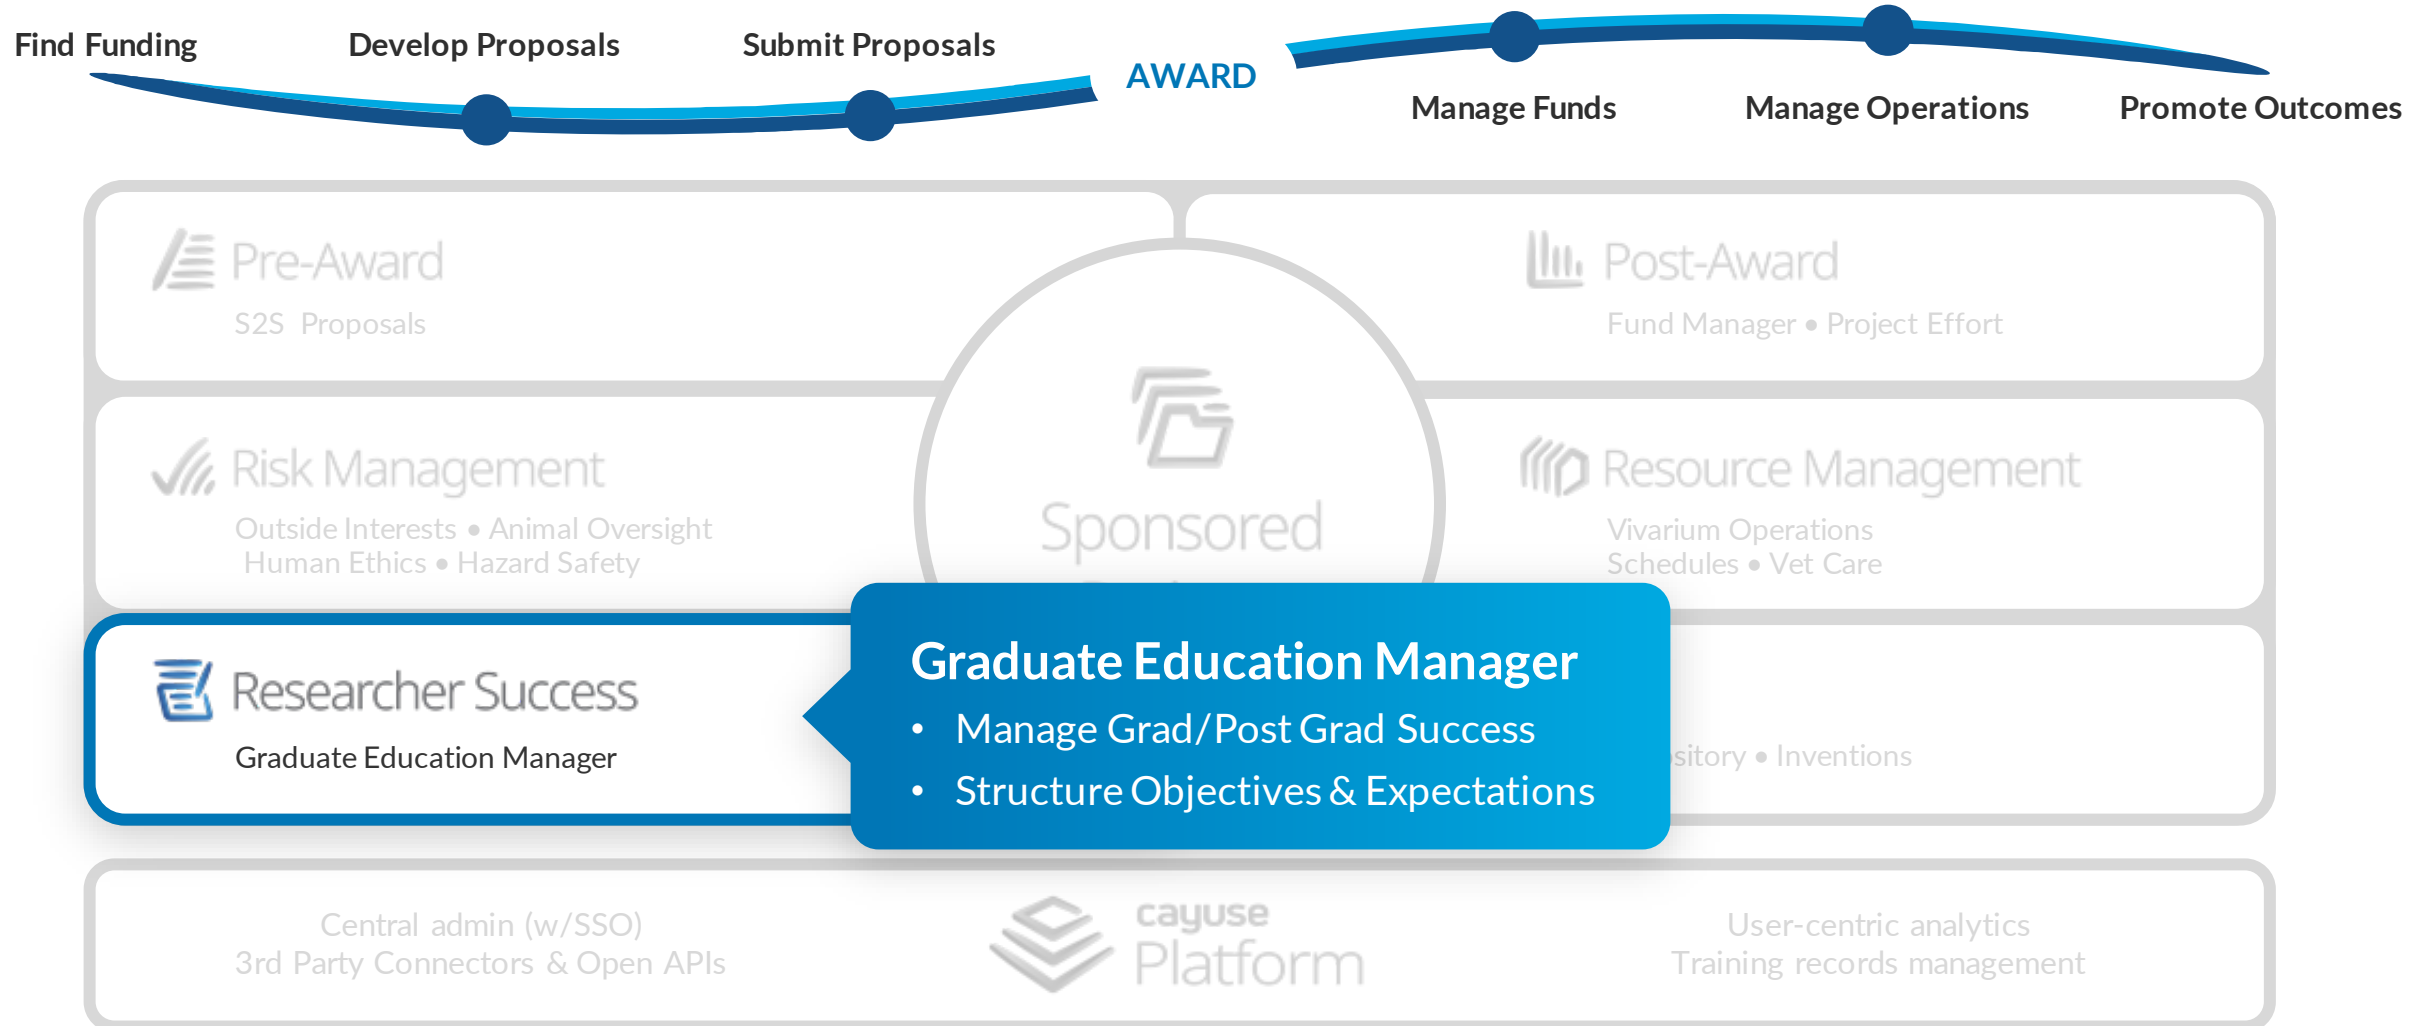 Find Funding
Develop Proposals
Submit Proposals
AWARD
Manage Funds
Manage Operations
Promote Outcomes
Pre-Award
S2S Proposals
Post-Award
Fund Manager • Project Effort
Risk Management
Outside Interests • Animal Oversight
Human Ethics • Hazard Safety
Sponsored
Resource Management
Vivarium Operations
Schedules • Vet Care
Researcher Success
Graduate Education Manager
Graduate Education Manager
• Manage Grad/Post Grad Success
• Structure Objectives & Expectations
• Inventions
Central admin (w/SSO)
3rd Party Connectors & Open APIs
cayuse
Platform
User-centric analytics
Training records management